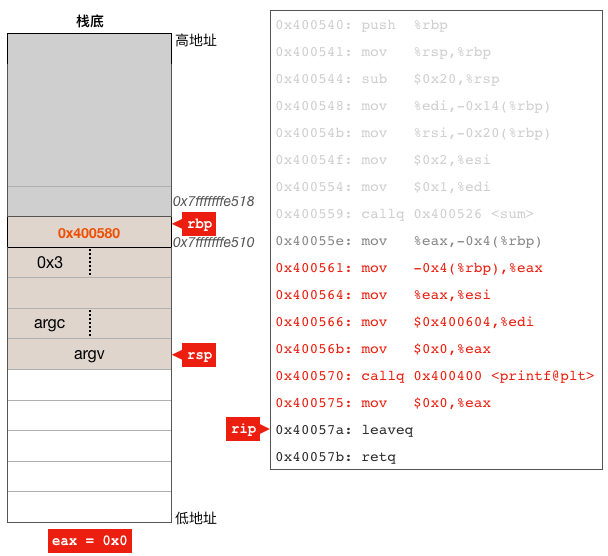 栈底
高地址
0x7fffffffe518
rbp
0x400580
0x7fffffffe510
0x3
argc
argv
rsp
低地址
eax = 0x0
0x400540: push %rbp
0x400541: mov %rsp,%rbp
0x400544: sub $0x20,%rsp
0x400548: mov %edi,-0x14(%rbp)
0x40054b: mov %rsi,-0x20(%rbp)
0x40054f: mov $0x2,%esi
0x400554: mov $0x1,%edi
0x400559: callq 0x400526 <sum>
0x40055e: mov %eax,-0x4(%rbp)
0x400561: mov -0x4(%rbp),%eax
0x400564: mov %eax,%esi
0x400566: mov $0x400604,%edi
0x40056b: mov $0x0,%eax
0x400570: callq 0x400400 <printf@plt>
0x400575: mov $0x0,%eax
rip
0x40057a: leaveq
0x40057b: retq